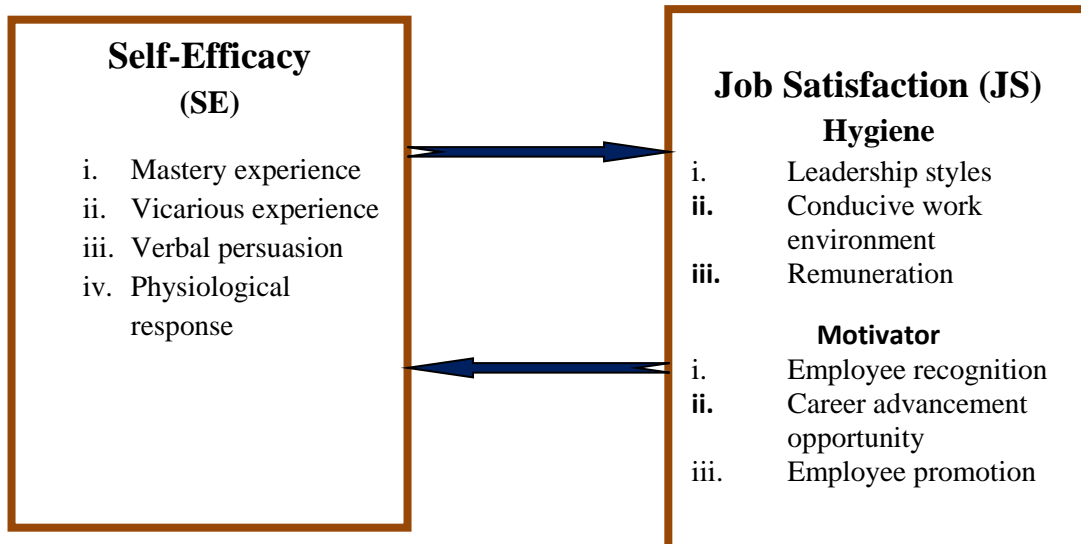 Self-Efficacy
(SE)
i. Mastery experience
ii. Vicarious experience
iii. Verbal persuasion
iv. Physiological
response
Job Satisfaction (JS)
Hygiene
i. Leadership styles
ii. Conducive work
environment
iii. Remuneration
Motivator
i. Employee recognition
ii. Career advancement
opportunity
iii. Employee promotion